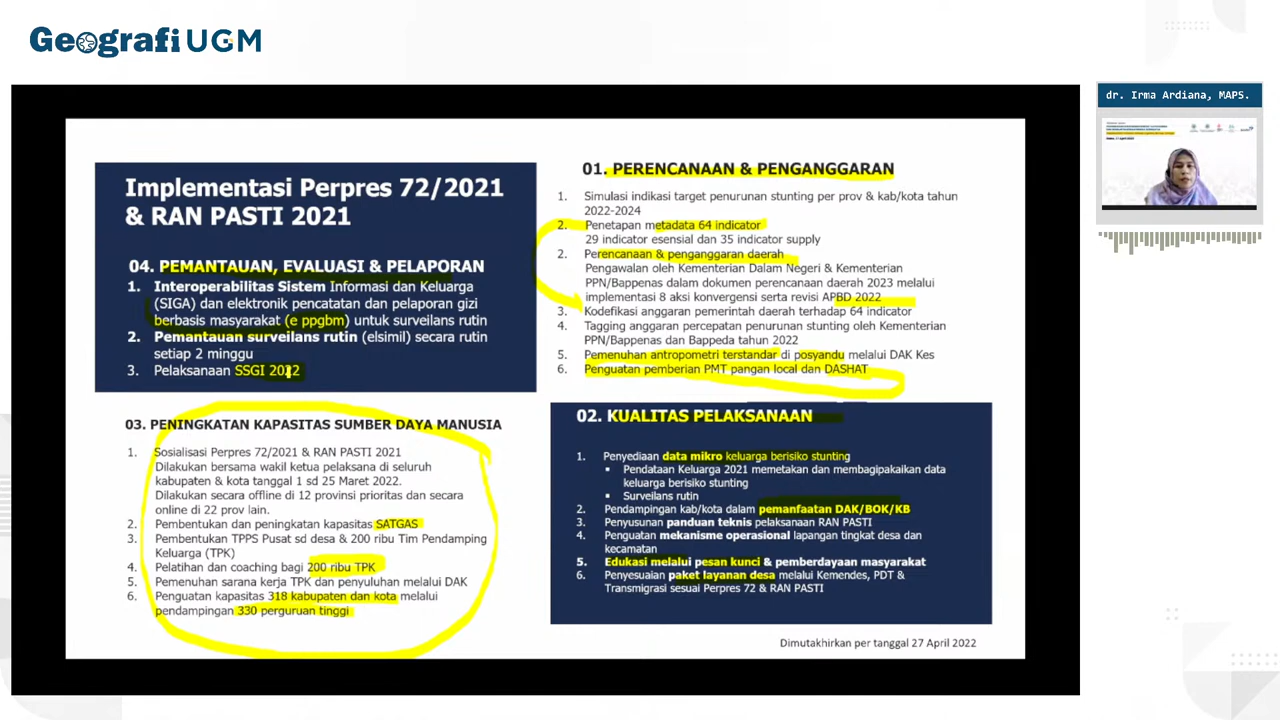 Geografi UGM
dr. Irma Ardiana, MAPS.
Implementasi Perpres 72/2021
& RAN PASTI 2021
04. PEMANTAUAN, EVALUASI & PELAPORAN
1. Interoperabilitas Sistem Informasi dan Keluarga
(SIGA) dan elektronik pencatatan dan pelaporan gizi
berbasis masyarakat (e ppgbm) untuk surveilans rutin
2. Pemantauan surveilans rutin (elsimil) secara rutin
setiap 2 minggu
3. Pelaksanaan SSGI 2022
01. PERENCANAAN & PENGANGGARAN
1. Simulasi indikasi target penurunan stunting per prov & kab/kota tahun
2022-2024
2. Penetapan metadata 64 indicator
29 indicator esensial dan 35 indicator supply
2. Perencanaan & penganggaran daerah
Pengawalan oleh Kementerian Dalam Negeri & Kementerian
PPN/Bappenas dalam dokumen perencanaan daerah 2023 melalui
implementasi 8 aksi konvergensi serta revisi APBD 2022
3. Kodefikasi anggaran pemerintah daerah terhadap 64 indicator
4. Tagging anggaran percepatan penurunan stunting oleh Kementerian
PPN/Bappenas dan Bappeda tahun 2022
5. Pemenuhan antropometri terstandar di posyandu melalui DAK Kes
6. Penguatan pemberian PMT pangan local dan DASHAT
03. PENINGKATAN KAPASITAS SUMBER DAYA MANUSIA
1. Sosialisasi Perpres 72/2021 & RAN PASTI 2021
Dilakukan bersama wakil ketua pelaksana di seluruh
kabupaten & kota tanggal 1 sd 25 Maret 2022.
Dilakukan secara offline di 12 provinsi prioritas dan secara
online di 22 prov lain.
2. Pembentukan dan peningkatan kapasitas SATGAS
3. Pembentukan TPPS Pusat sd desa & 200 ribu Tim Pendamping
Keluarga (TPK)
4. Pelatihan dan coaching bagi 200 ribu TPK
5. Pemenuhan sarana kerja TPK dan penyuluhan melalui DAK
6. Penguatan kapasitas 318 kabupaten dan kota melalui
pendampingan 330 perguruan tinggi
02. KUALITAS PELAKSANAAN
1. Penyediaan data mikro keluarga berisiko stunting
▪ Pendataan Keluarga 2021 memetakan dan membagipakaikan data
keluarga berisiko stunting
▪ Surveilans rutin
2. Pendampingan kab/kota dalam pemanfaatan DAK/BOK/KB
3. Penyusunan panduan teknis pelaksanaan RAN PASTI
4. Penguatan mekanisme operasional lapangan tingkat desa dan
kecamatan
5. Edukasi melalui pesan kunci & pemberdayaan masyarakat
6. Penyesuaian paket layanan desa melalui Kemendes, PDT &
Transmigrasi sesuai Perpres 72 & RAN PASTI
Dimutakhirkan per tanggal 27 April 2022